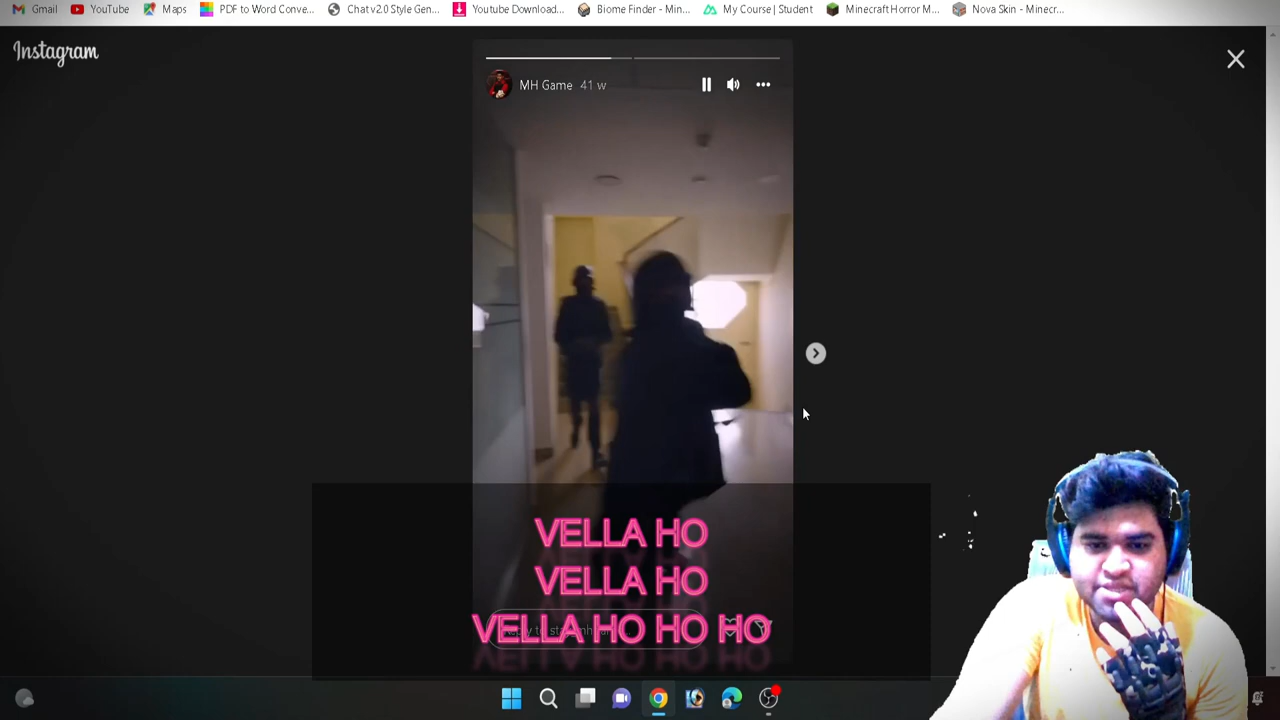 Gmail
YouTube
Maps
PDF to Word Conve...
Chat v2.0 Style Gen...
Youtube Download...
Biome Finder - Min...
My Course | Student
Minecraft Horror M...
Nova Skin - Minecr...
Instagram
MH Game 41 w
VELLA HO
VELLA HO
VELLA HO HO HO